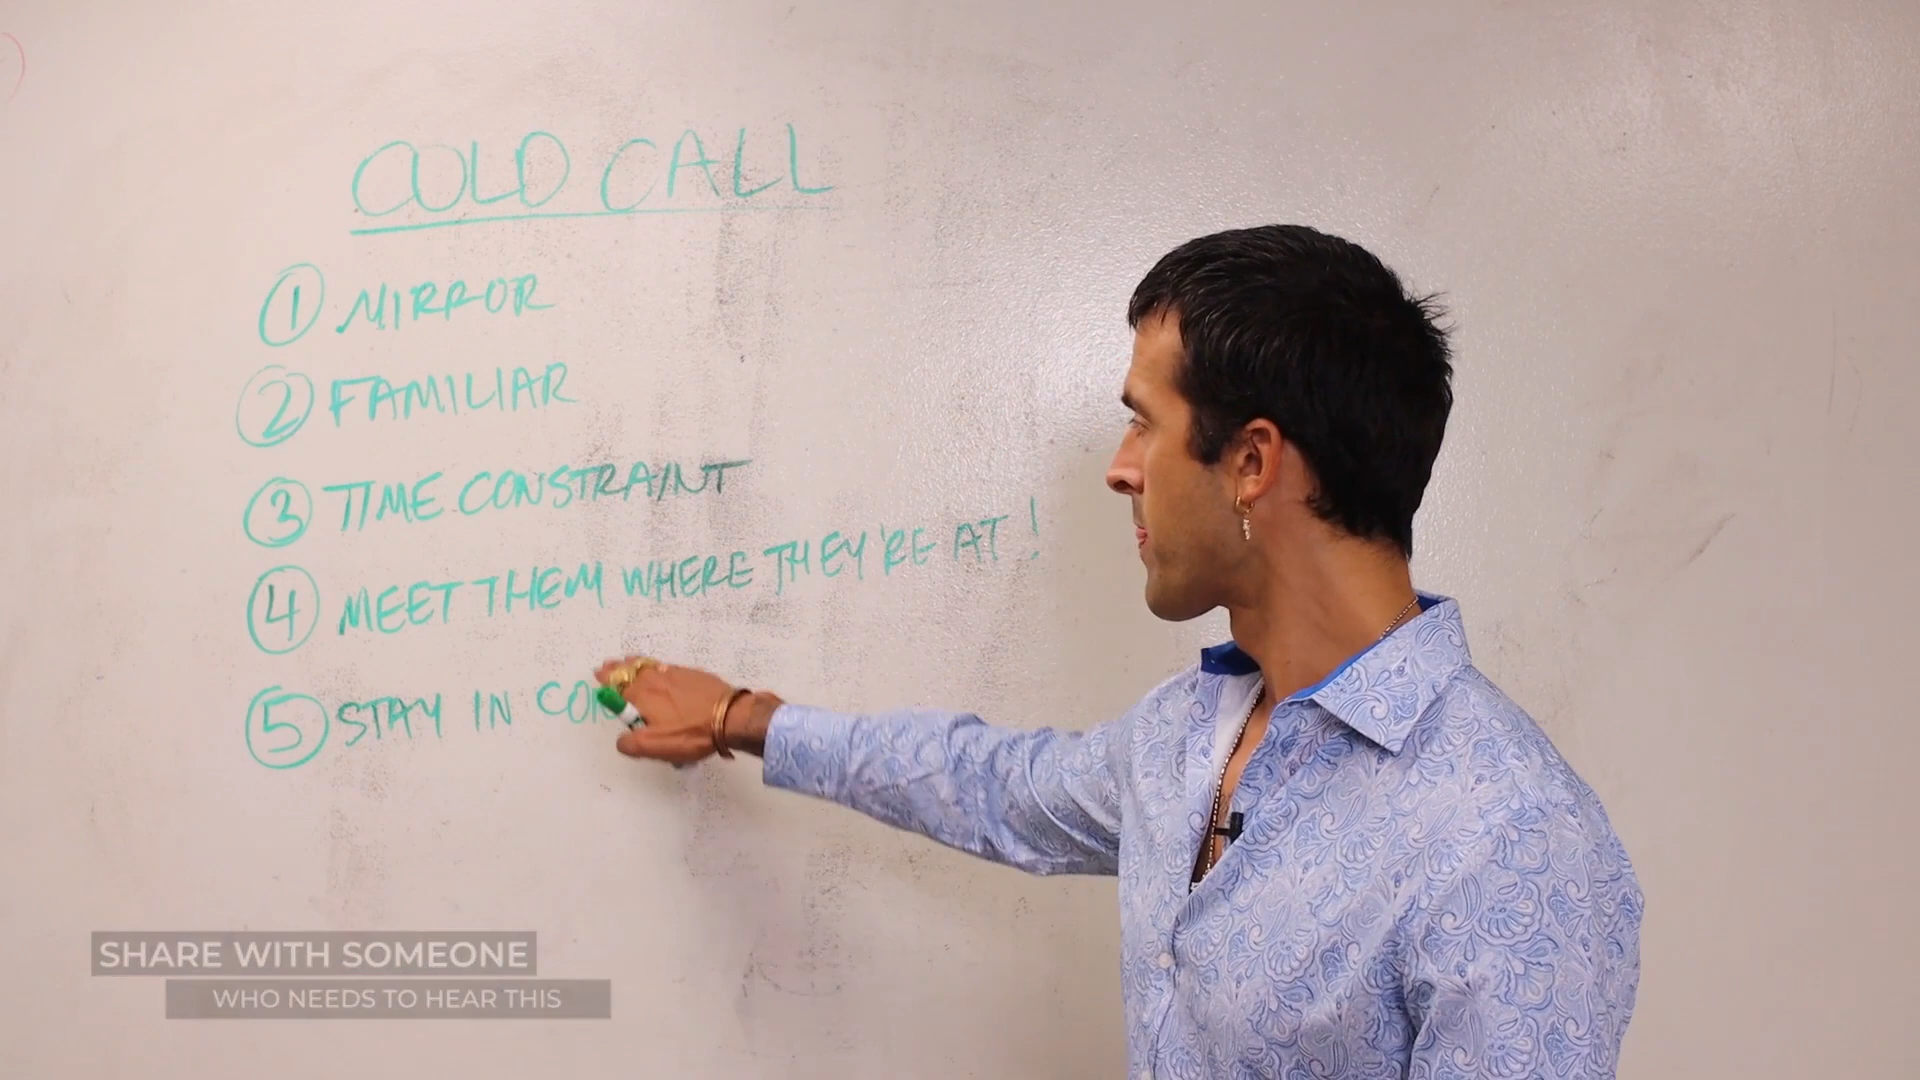 COLD CALL
1 MIRROR
2 FAMILIAR
3 TIME CONSTRAINT
4 MEET THEM WHERE THEY'RE AT!
5 STAY IN
SHARE WITH SOMEONE
WHO NEEDS TO HEAR THIS